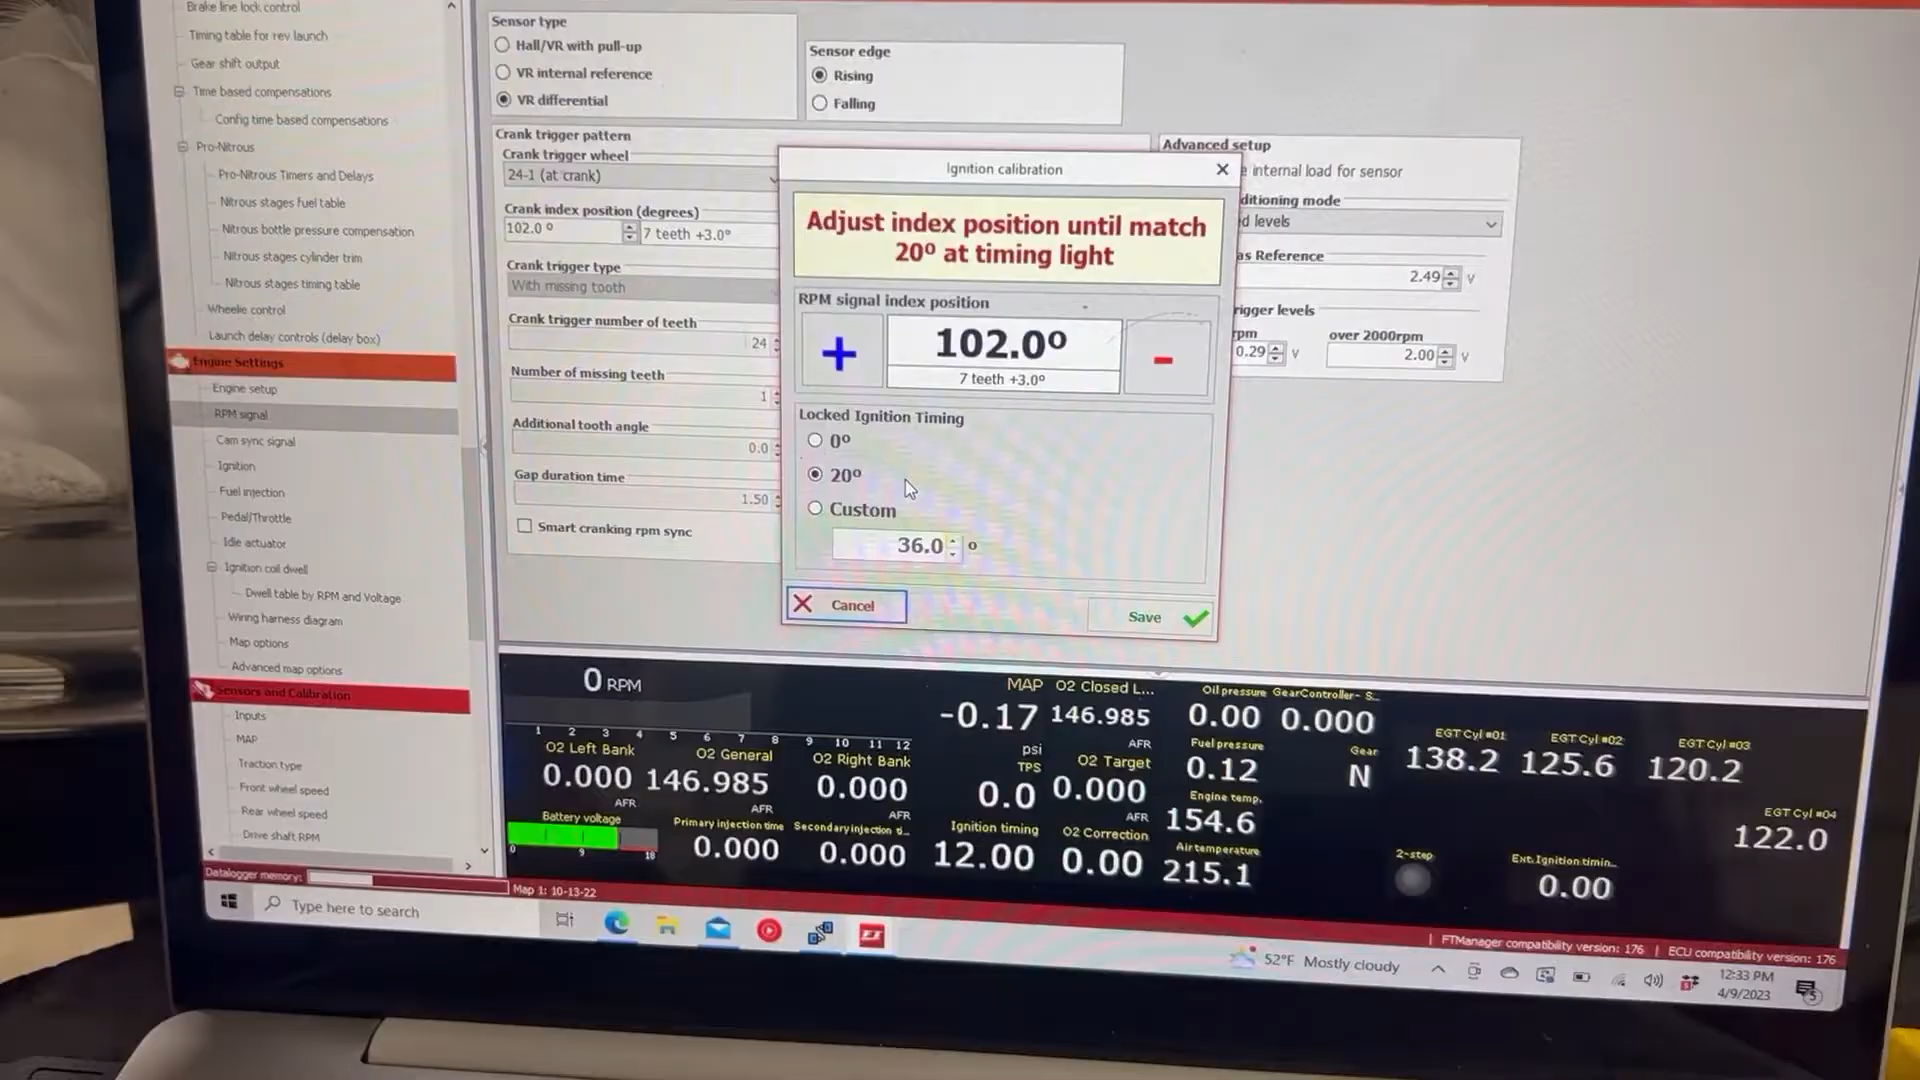 Brake line lock control
Timing table for rev launch
Gear shift output
Time based compensations
Config time based compensations
Pro-Nitrous
Pro-Nitrous Timers and Delays
Nitrous stages fuel table
Nitrous bottle pressure compensation
Nitrous stages cylinder trim
Nitrous stages timing table
Wheelie control
Launch delay controls (delay box)
Engine Settings
Engine setup
RPM signal
Cam sync signal
Ignition
Fuel injection
Pedal/Throttle
Idle actuator
Ignition coil dwell
Dwell table by RPM and Voltage
Wiring harness diagram
Map options
Advanced map options
Sensors and Calibration
Inputs
MAP
Traction type
Front wheel speed
Rear wheel speed
Drive shaft RPM
Datalogger memory:
Sensor type
Hall/VR with pull-up
VR internal reference
VR differential
Sensor edge
Rising
Falling
Crank trigger pattern
Crank trigger wheel
24-1 (at crank)
Crank index position (degrees)
102.0 º
7 teeth +3.0º
Crank trigger type
With missing tooth
Crank trigger number of teeth
24
Number of missing teeth
1
Additional tooth angle
0.0
Gap duration time
1.50
Smart cranking rpm sync
Advanced setup
e internal load for sensor
ditioning mode
d levels
as Reference
2.49 V
rigger levels
rpm
0.29 V
over 2000rpm
2.00 V
Ignition calibration
Adjust index position until match
20º at timing light
RPM signal index position
+
102.0º
7 teeth +3.0º
-
Locked Ignition Timing
0º
20º
Custom
36.0 º
Cancel
Save
0 RPM
1 2 3 4 5 6 7 8 9 10 11 12
O2 Left Bank
0.000
AFR
O2 General
146.985
AFR
O2 Right Bank
0.000
AFR
Battery voltage
0 9 18
Primary injection time
0.000
Secondary injection ti...
0.000
MAP
-0.17
psi
O2 Closed L...
146.985
AFR
TPS
0.0
O2 Target
0.000
AFR
Ignition timing
12.00
O2 Correction
0.00
Oil pressure
0.00
GearController- S...
0.000
Fuel pressure
0.12
Gear
N
Engine temp.
154.6
Air temperature
215.1
EGT Cyl #01
138.2
EGT Cyl #02
125.6
EGT Cyl #03
120.2
EGT Cyl #04
122.0
2-step
Ext. Ignition timin...
0.00
Map 1: 10-13-22
FTManager compatibility version: 176 | ECU compatibility version: 176
Type here to search
52°F Mostly cloudy
12:33 PM
4/9/2023
5